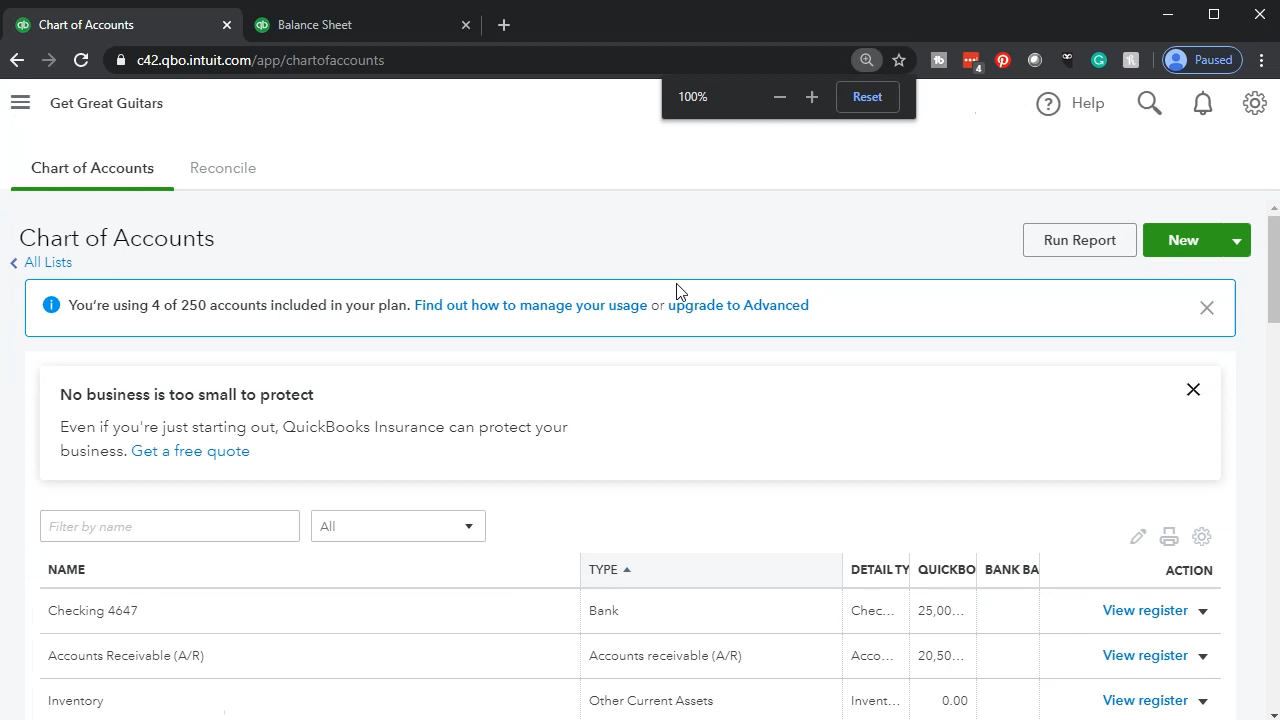 Chart of Accounts
Balance Sheet
c42.qbo.intuit.com/app/chartofaccounts
4
Paused
Get Great Guitars
100%
Reset
Help
Chart of Accounts
Reconcile
Chart of Accounts
All Lists
Run Report
New
You're using 4 of 250 accounts included in your plan. Find out how to manage your usage or upgrade to Advanced
No business is too small to protect
Even if you're just starting out, QuickBooks Insurance can protect your
business. Get a free quote
Filter by name
All
NAME TYPE DETAIL TY QUICKBO BANK BA ACTION
Checking 4647 Bank Chec... 25,00... View register
Accounts Receivable (A/R) Accounts receivable (A/R) Acco... 20,50... View register
Inventory Other Current Assets Invent... 0.00 View register